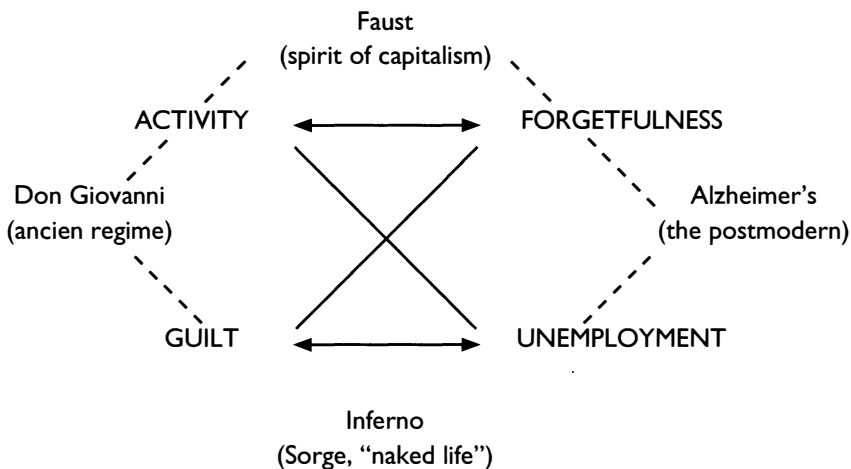 Faust
(spirit of capitalism)
ACTIVITY
FORGETFULNESS
Don Giovanni
(ancien regime)
Alzheimer’s
(the postmodern)
GUILT
UNEMPLOYMENT
Inferno
(Sorge, “naked life”)